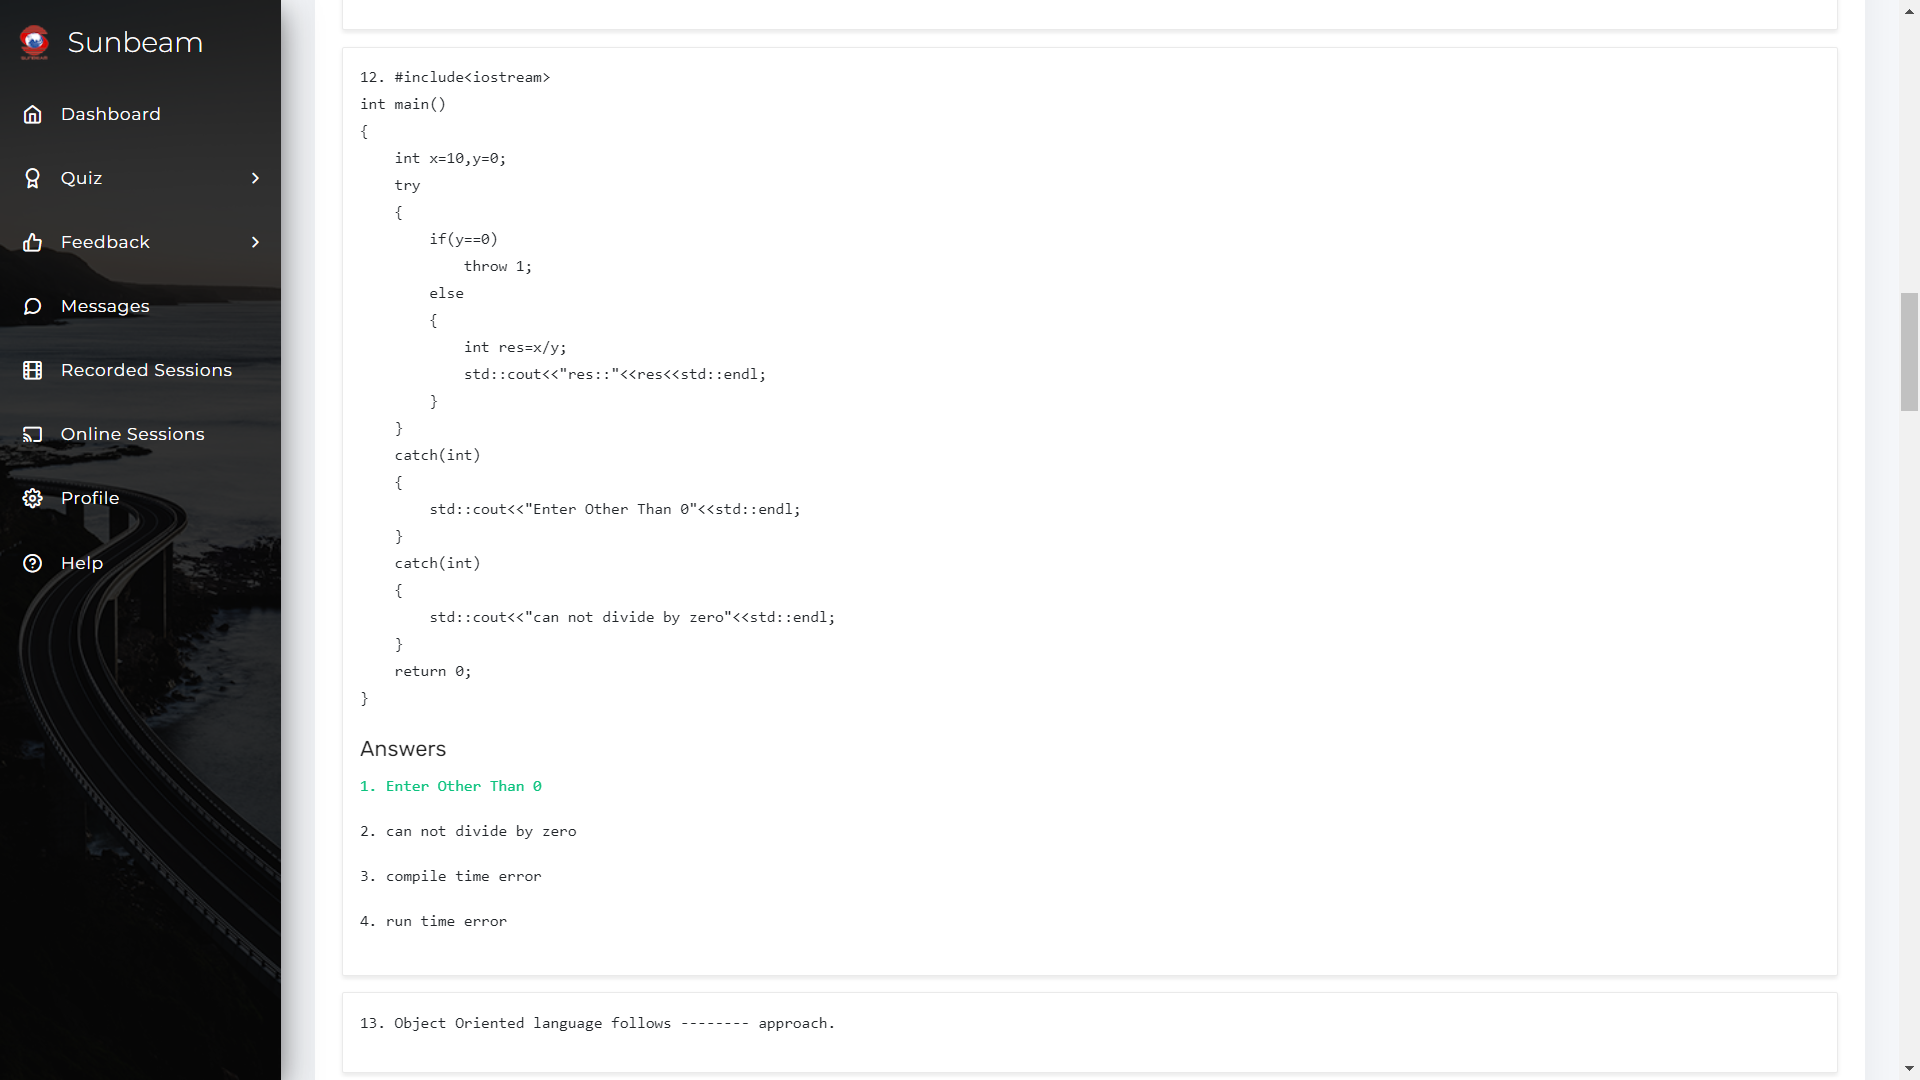 Sunbeam
Dashboard
Quiz
Feedback
Messages
Recorded Sessions
Online Sessions
Profile
Help
12. #include<iostream>
int main()
{
    int x=10,y=0;
    try
    {
        if(y==0)
            throw 1;
        else
        {
            int res=x/y;
            std::cout<<"res::"<<res<<std::endl;
        }
    }
    catch(int)
    {
        std::cout<<"Enter Other Than 0"<<std::endl;
    }
    catch(int)
    {
        std::cout<<"can not divide by zero"<<std::endl;
    }
    return 0;
}
Answers
1. Enter Other Than 0
2. can not divide by zero
3. compile time error
4. run time error
13. Object Oriented language follows -------- approach.